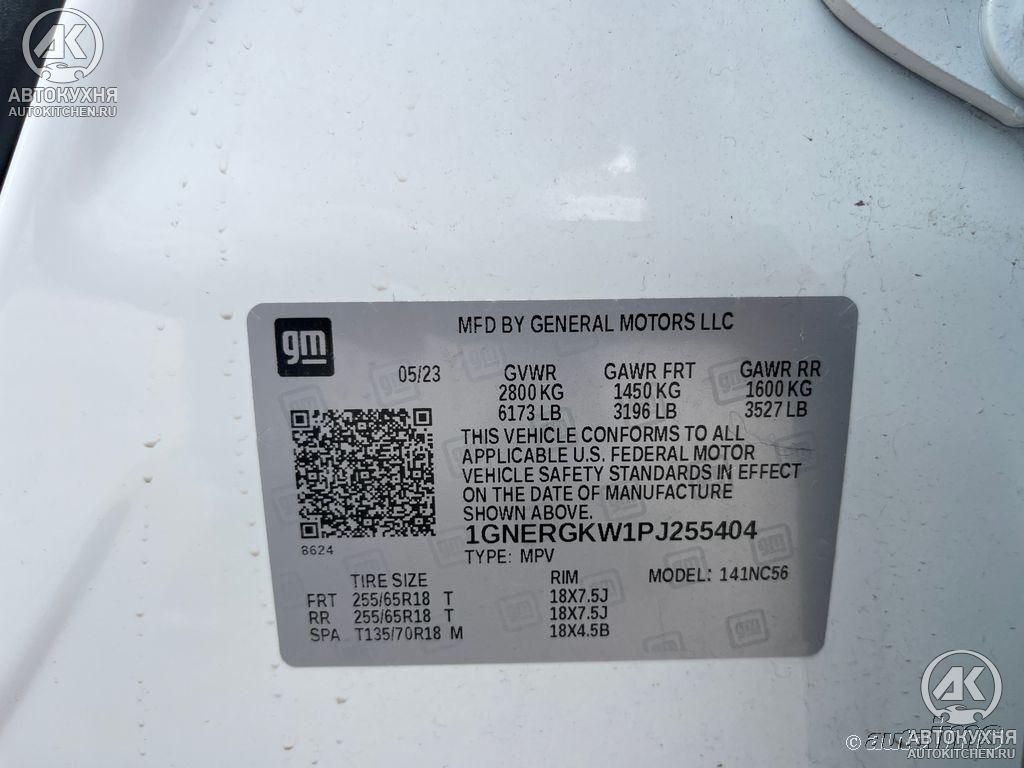 AK
АВТОКУХНЯ
AUTOKITCHEN.RU
gm
MFD BY GENERAL MOTORS LLC
05/23 GVWR GAWR FRT GAWR RR
2800 KG 1450 KG 1600 KG
6173 LB 3196 LB 3527 LB
THIS VEHICLE CONFORMS TO ALL
APPLICABLE U.S. FEDERAL MOTOR
VEHICLE SAFETY STANDARDS IN EFFECT
ON THE DATE OF MANUFACTURE
SHOWN ABOVE.
1GNERGKW1PJ255404
8624
TYPE: MPV
TIRE SIZE RIM MODEL: 141NC56
FRT 255/65R18 T 18X7.5J
RR 255/65R18 T 18X7.5J
SPA T135/70R18 M 18X4.5B
AK
АВТОКУХНЯ
AUTOKITCHEN.RU